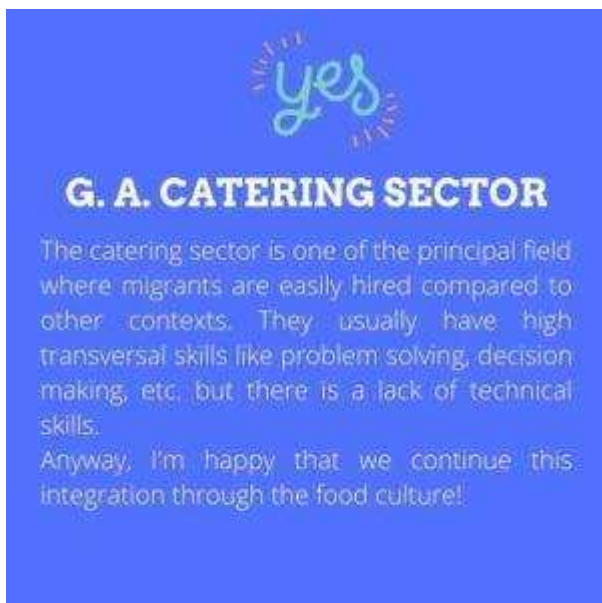 yes
G. A. CATERING SECTOR
The catering sector is one of the principal field
where migrants are easily hired compared to
other contexts. They usually have high
transversal skills like problem solving, decision
making, etc. but there is a lack of technical
skills.
Anyway, I'm happy that we continue this
integration through the food culture!